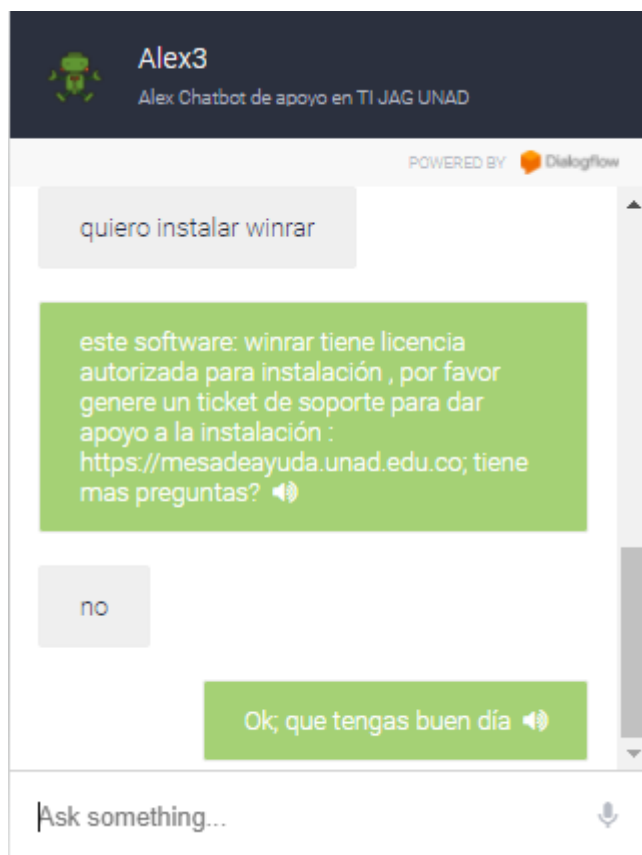 Alex3
Alex Chatbot de apoyo en TI JAG UNAD
POWERED BY Dialogflow
quiero instalar winrar
este software: winrar tiene licencia
autorizada para instalación , por favor
genere un ticket de soporte para dar
apoyo a la instalación :
https://mesadeayuda.unad.edu.co; tiene
mas preguntas?
no
Ok; que tengas buen día
Ask something...